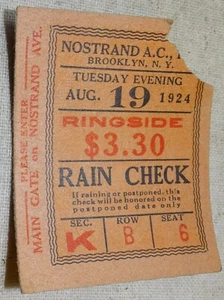 NOSTRAND A.C.,
BROOKLYN, N. Y.
TUESDAY EVENING
AUG. 19 1924
RINGSIDE
$3.30
RAIN CHECK
If raining or postponed, this
check will be honored on the
postponed date only
SEC. ROW SEAT
K B 6
PLEASE ENTER
MAIN GATE on NOSTRAND AVE.